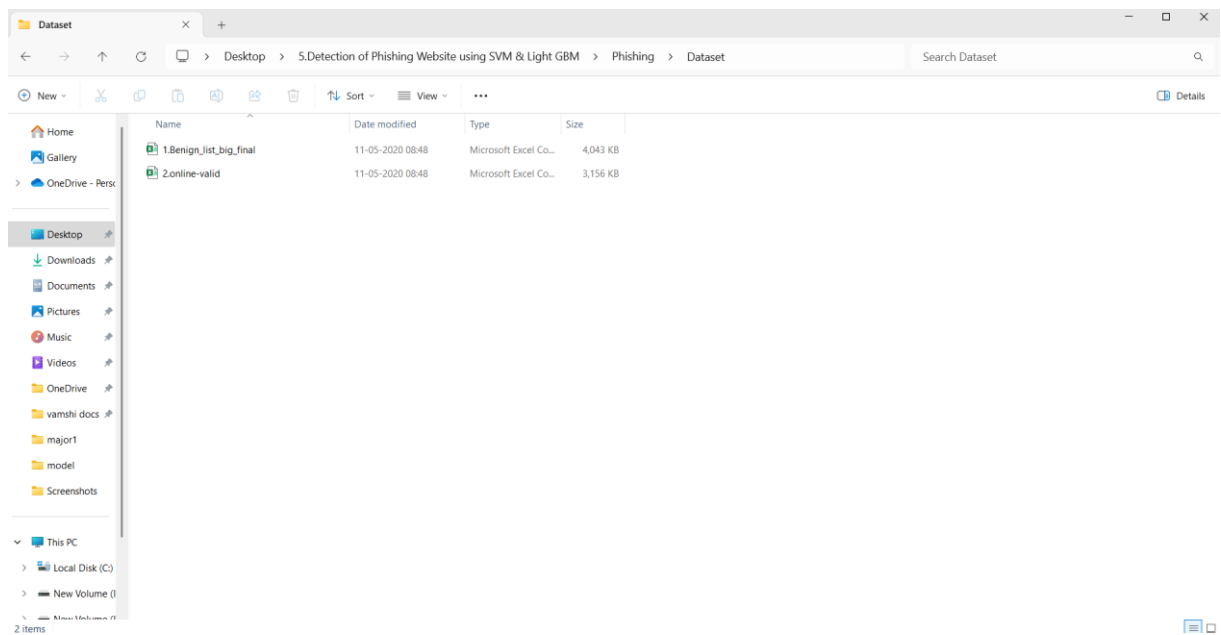 Dataset
Desktop > 5.Detection of Phishing Website using SVM & Light GBM > Phishing > Dataset
Search Dataset
New
Sort
View
Details
Name Date modified Type Size
1.Benign_list_big_final 11-05-2020 08:48 Microsoft Excel Co... 4,043 KB
2.online-valid 11-05-2020 08:48 Microsoft Excel Co... 3,156 KB
Home
Gallery
OneDrive - Perso
Desktop
Downloads
Documents
Pictures
Music
Videos
OneDrive
vamshi docs
major1
model
Screenshots
This PC
Local Disk (C:)
New Volume (
New Volume (
2 items